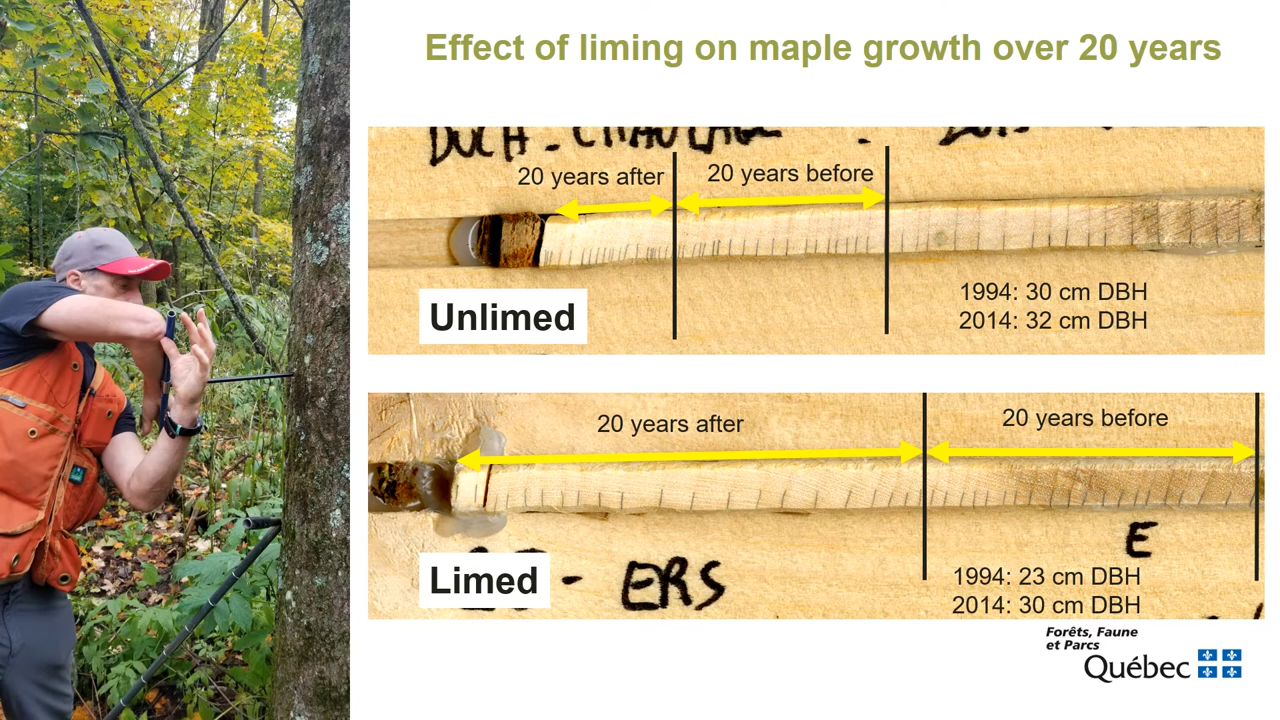 Effect of liming on maple growth over 20 years
DUCH - CHAULAGE
20 years after
20 years before
Unlimed
1994: 30 cm DBH
2014: 32 cm DBH
20 years after
20 years before
E
Limed
- ERS
1994: 23 cm DBH
2014: 30 cm DBH
Forêts, Faune
et Parcs
Québec